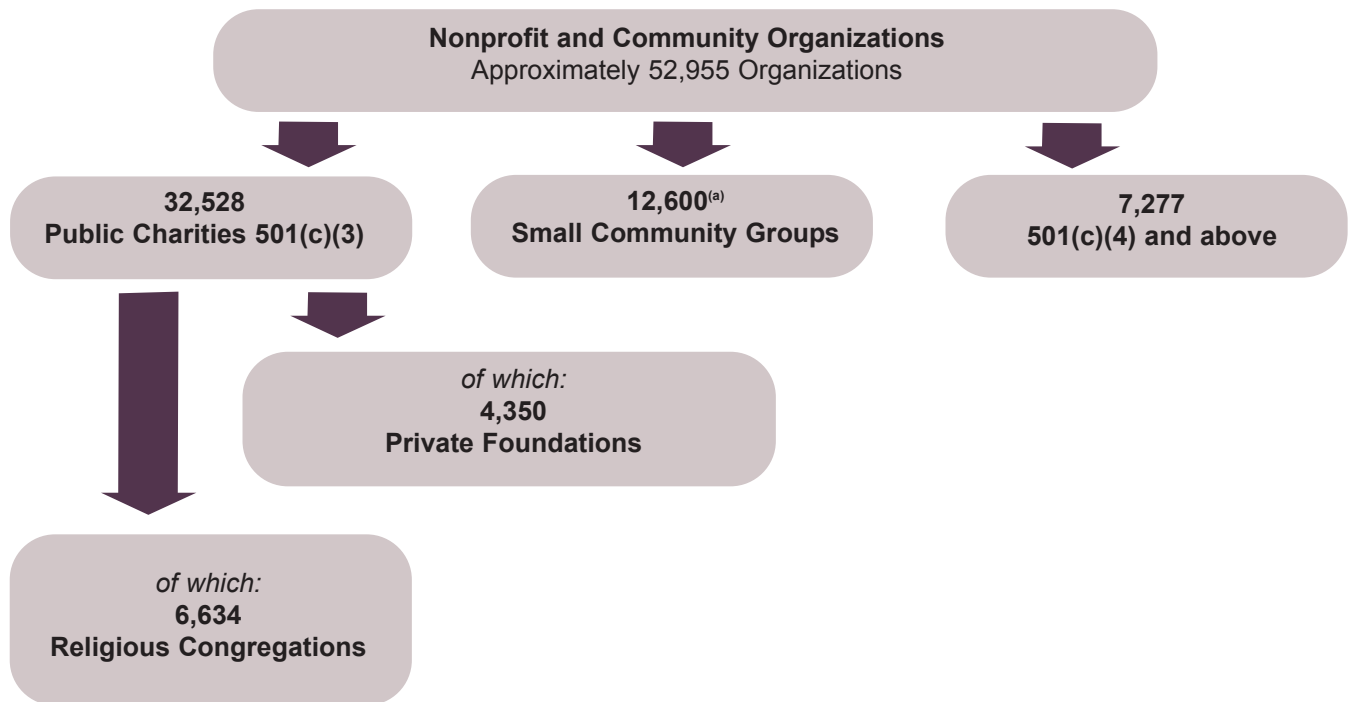 Nonprofit and Community Organizations
Approximately 52,955 Organizations
32,528
Public Charities 501(c)(3)
12,600(a)
Small Community Groups
7,277
501(c)(4) and above
of which:
4,350
Private Foundations
of which:
6,634
Religious Congregations